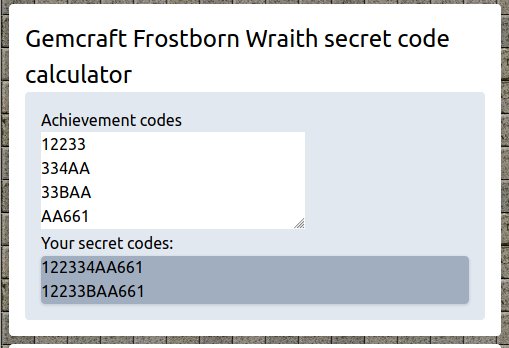 Gemcraft Frostborn Wraith secret code
calculator
Achievement codes
12233
334AA
33BAA
AA661
Your secret codes:
122334AA661
12233BAA661